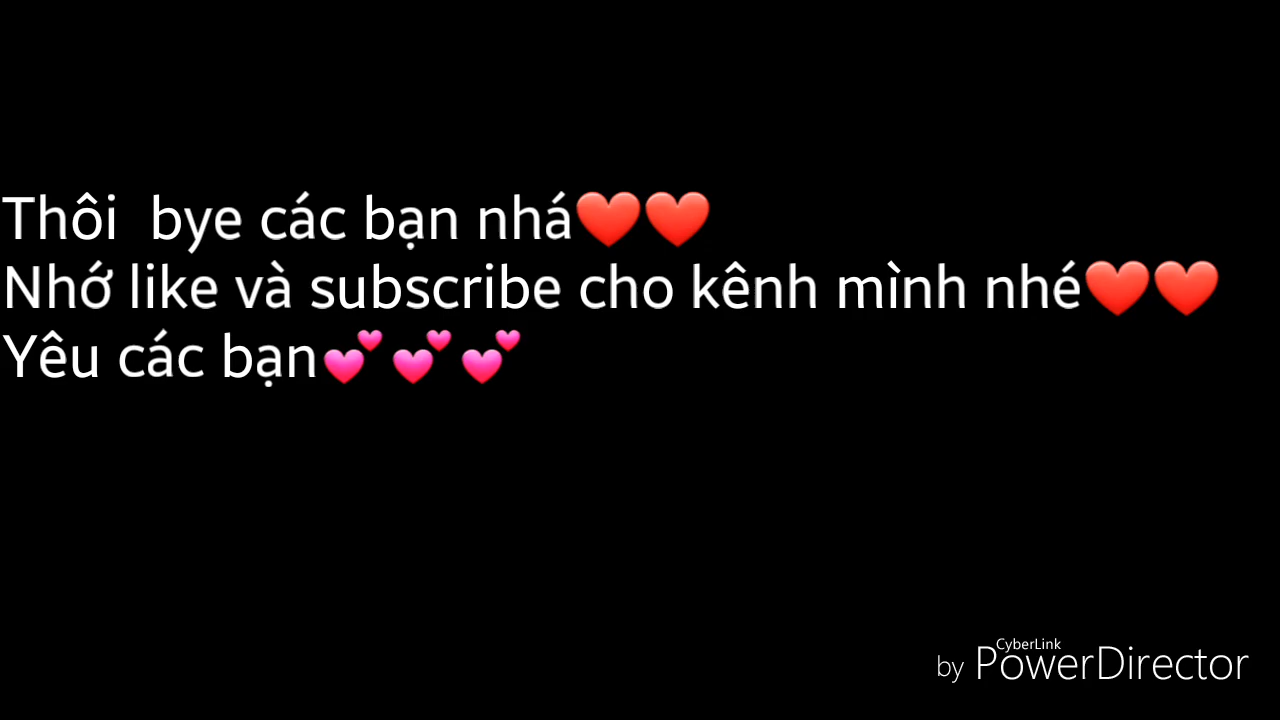 Thôi  bye các bạn nhá❤️❤️
Nhớ like và subscribe cho kênh mình nhé❤️❤️
Yêu các bạn💕💕💕
by CyberLink PowerDirector